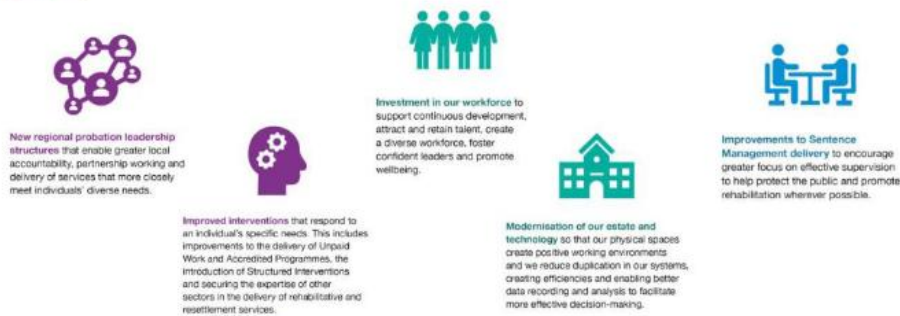 New regional probation leadership
structures that enable greater local
accountability, partnership working and
delivery of services that more closely
meet individuals' diverse needs.
Improved interventions that respond to
an individual's specific needs. This includes
improvements to the delivery of Unpaid
Work and Accredited Programmes, the
introduction of Structured Interventions
and securing the expertise of other
sectors in the delivery of rehabilitative and
resettlement services.
Investment in our workforce to
support continuous development,
attract and retain talent, create
a diverse workforce, foster
confident leaders and promote
wellbeing.
Modernisation of our estate and
technology so that our physical spaces
create positive working environments
and we reduce duplication in our systems,
creating efficiencies and enabling better
data recording and analysis to facilitate
more effective decision-making.
Improvements to Sentence
Management delivery to encourage
greater focus on effective supervision
to help protect the public and promote
rehabilitation wherever possible.